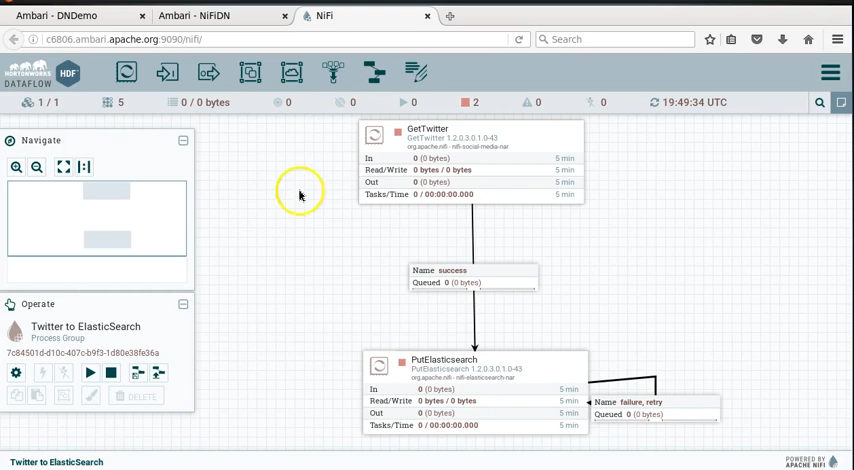 Ambari - DNDemo
Ambari - NiFiDN
NiFi
c6806.ambari.apache.org:9090/nifi/
Search
HORTONWORKS
DATAFLOW
HDF
1 / 1
5
0 / 0 bytes
0
0
0
2
0
0
19:49:34 UTC
Navigate
Operate
Twitter to ElasticSearch
Process Group
7c84501d-d10c-407c-b9f3-1d80e38fe36a
DELETE
GetTwitter
GetTwitter 1.2.0.3.0.1.0-43
org.apache.nifi - nifi-social-media-nar
In 0 (0 bytes) 5 min
Read/Write 0 bytes / 0 bytes 5 min
Out 0 (0 bytes) 5 min
Tasks/Time 0 / 00:00:00.000 5 min
Name success
Queued 0 (0 bytes)
PutElasticsearch
PutElasticsearch 1.2.0.3.0.1.0-43
org.apache.nifi - nifi-elasticsearch-nar
In 0 (0 bytes) 5 min
Read/Write 0 bytes / 0 bytes 5 min
Out 0 (0 bytes) 5 min
Tasks/Time 0 / 00:00:00.000 5 min
Name failure, retry
Queued 0 (0 bytes)
Twitter to ElasticSearch
POWERED BY
APACHE NIFI